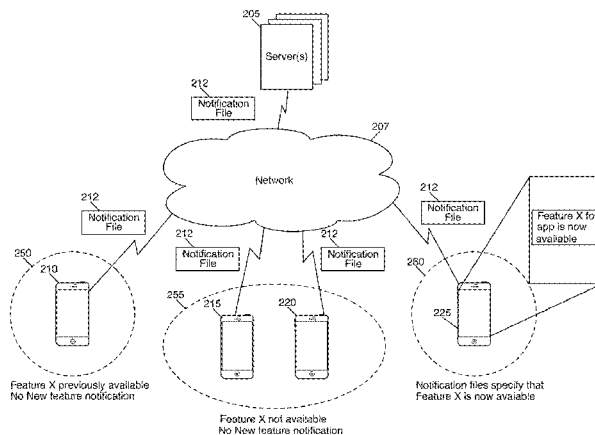 205
Server(s)
212
Notification
File
207
Network
212
Notification
File
212
Notification
File
212
Notification
File
212
Notification
File
Feature X fo
app is now
available
250
210
255
215
220
260
225
Feature X previously available
No New feature notification
Feature X not available
No New feature notification
Notification files specify that
Feature X is now available